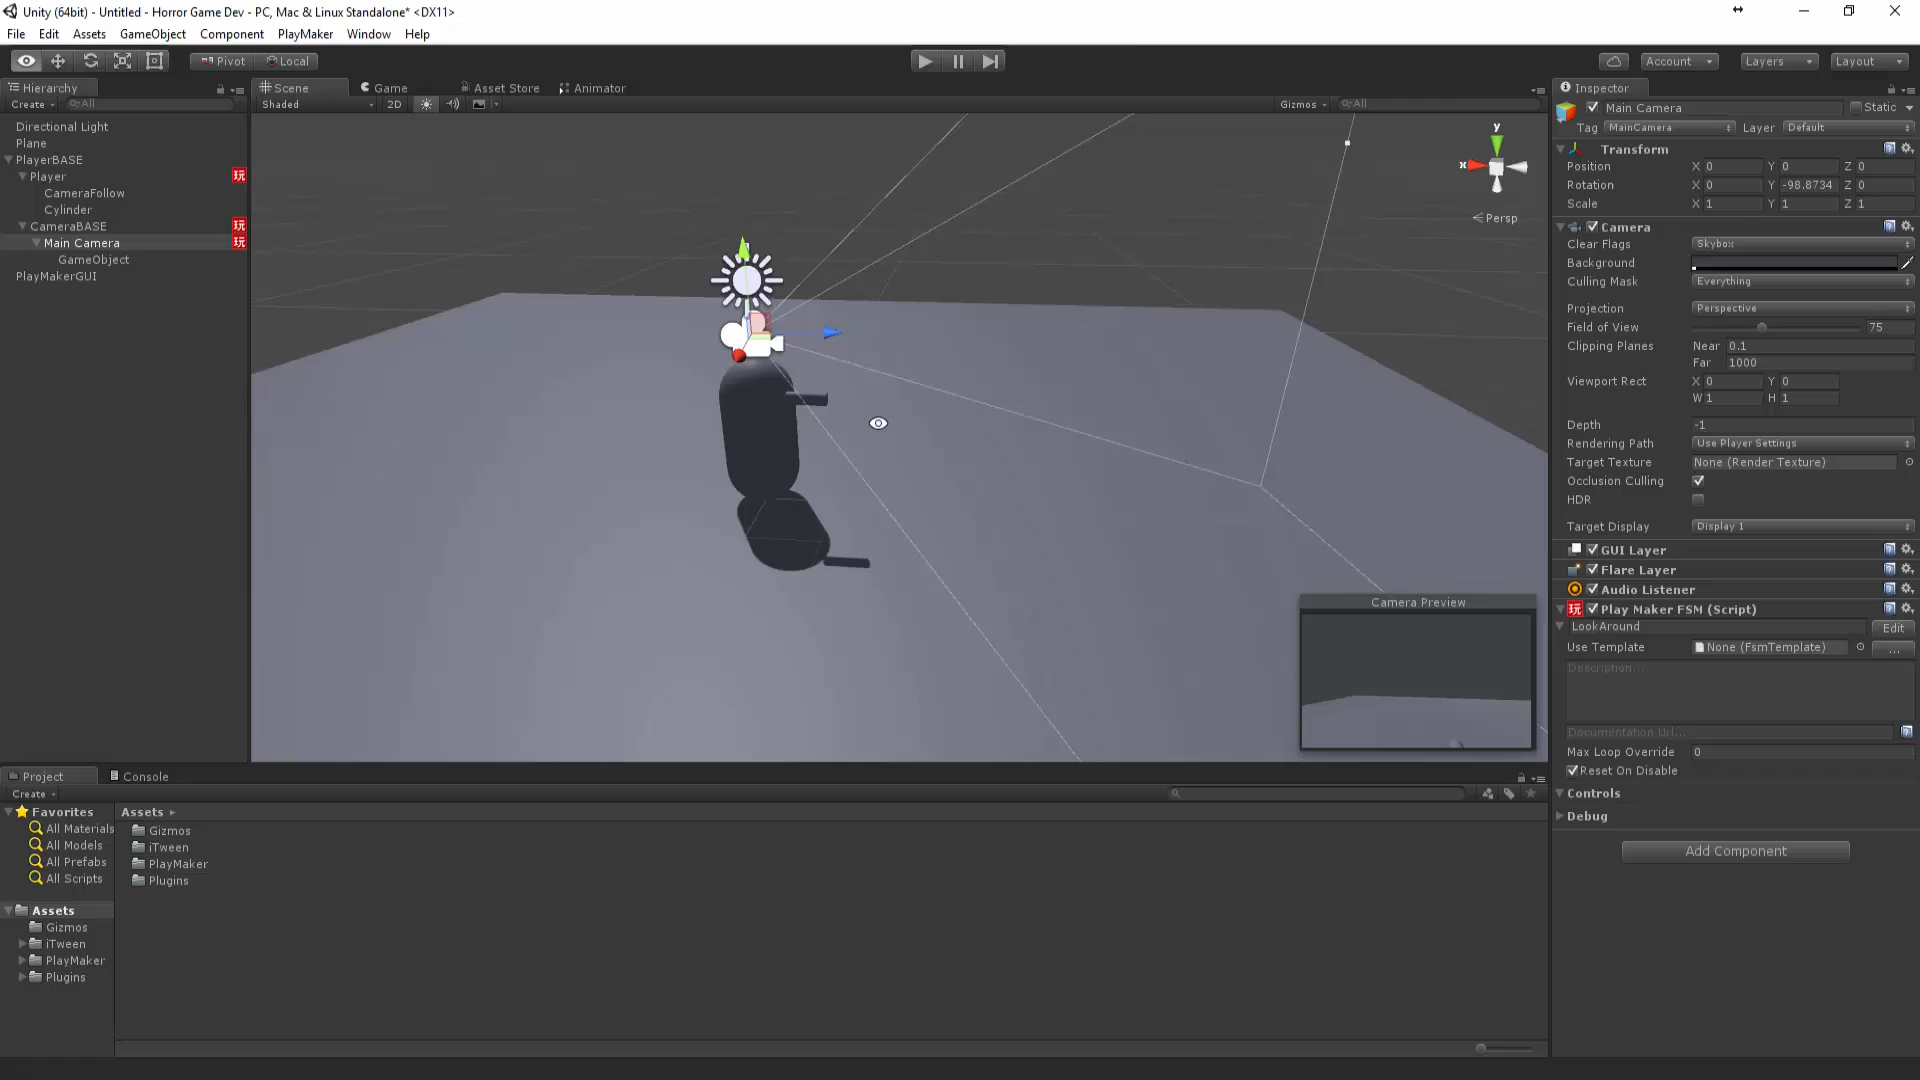 Unity (64bit) - Untitled - Horror Game Dev - PC, Mac & Linux Standalone* <DX11>
File Edit Assets GameObject Component PlayMaker Window Help
Pivot Local
Account Layers Layout
Hierarchy
Create All
Directional Light
Plane
PlayerBASE
Player 玩
CameraFollow
Cylinder
CameraBASE 玩
Main Camera 玩
GameObject
PlayMakerGUI
Scene Game Asset Store Animator
Shaded 2D Gizmos All
y
x
Persp
Camera Preview
Inspector
Main Camera Static
Tag MainCamera Layer Default
Transform
Position X 0 Y 0 Z 0
Rotation X 0 Y -98.8734 Z 0
Scale X 1 Y 1 Z 1
Camera
Clear Flags Skybox
Background
Culling Mask Everything
Projection Perspective
Field of View 75
Clipping Planes Near 0.1
Far 1000
Viewport Rect X 0 Y 0
W 1 H 1
Depth -1
Rendering Path Use Player Settings
Target Texture None (Render Texture)
Occlusion Culling
HDR
Target Display Display 1
GUI Layer
Flare Layer
Audio Listener
玩 Play Maker FSM (Script)
LookAround Edit
Use Template None (FsmTemplate) ...
Description...
Documentation Url...
Max Loop Override 0
Reset On Disable
Controls
Debug
Add Component
Project Console
Create
Favorites
All Materials
All Models
All Prefabs
All Scripts
Assets
Gizmos
iTween
PlayMaker
Plugins
Assets
Gizmos
iTween
PlayMaker
Plugins